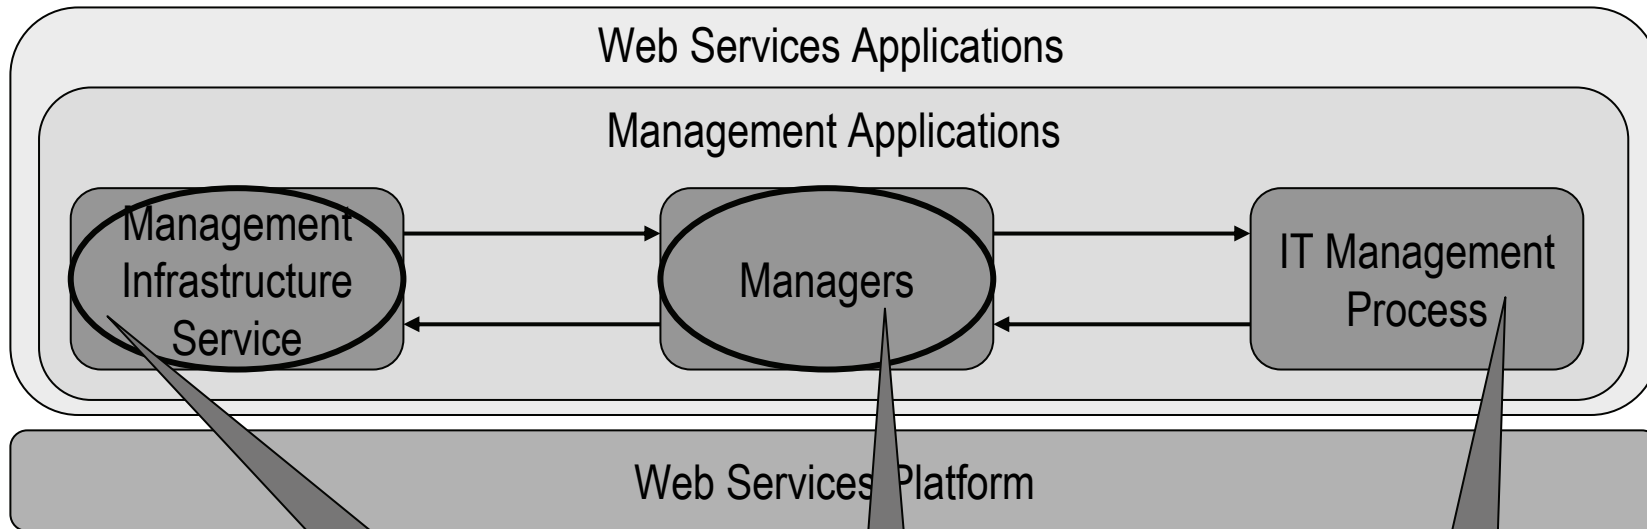 Web Services Applications
Management Applications
Management
Infrastructure
Service
Managers
IT Management
Process
Web Services Platform